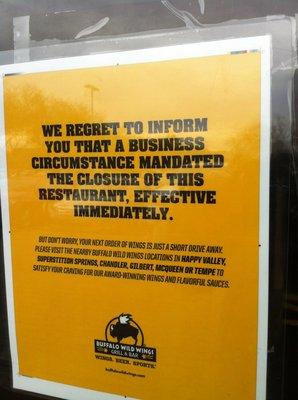 WE REGRET TO INFORM
YOU THAT A BUSINESS
CIRCUMSTANCE MANDATED
THE CLOSURE OF THIS
RESTAURANT, EFFECTIVE
IMMEDIATELY.
BUT DON'T WORRY, YOUR NEXT ORDER OF WINGS IS JUST A SHORT DRIVE AWAY.
PLEASE VISIT THE NEARBY BUFFALO WILD WINGS LOCATIONS IN HAPPY VALLEY,
SUPERSTITION SPRINGS, CHANDLER, GILBERT, MCQUEEN OR TEMPE TO
SATISFY YOUR CRAVING FOR OUR AWARD-WINNING WINGS AND FLAVORFUL SAUCES.
BUFFALO WILD WINGS
GRILL & BAR
WINGS. BEER. SPORTS.
buffalowildwings.com